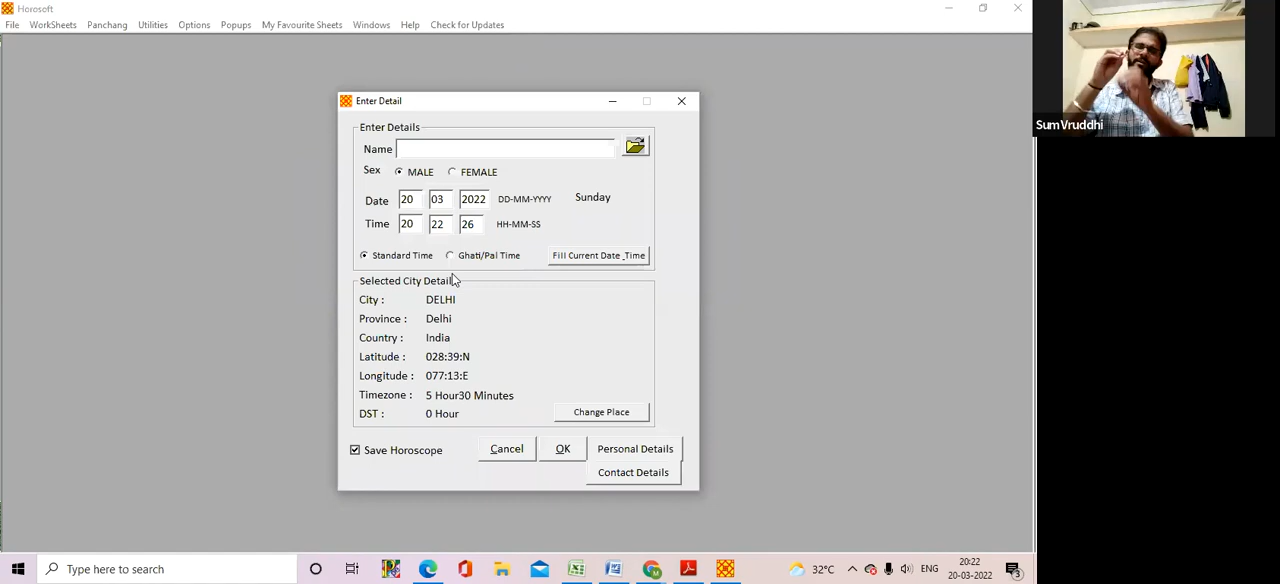 Horosoft
File WorkSheets Panchang Utilities Options Popups My Favourite Sheets Windows Help Check for Updates
Enter Detail
Enter Details
Name
Sex MALE FEMALE
Date 20 03 2022 DD-MM-YYYY Sunday
Time 20 22 26 HH-MM-SS
Standard Time Ghati/Pal Time Fill Current Date_Time
Selected City Detail
City : DELHI
Province : Delhi
Country : India
Latitude : 028:39:N
Longitude : 077:13:E
Timezone : 5 Hour30 Minutes
DST : 0 Hour
Change Place
Save Horoscope Cancel OK Personal Details
Contact Details
SumVruddhi
Type here to search
32°C ENG 20:22
20-03-2022
3